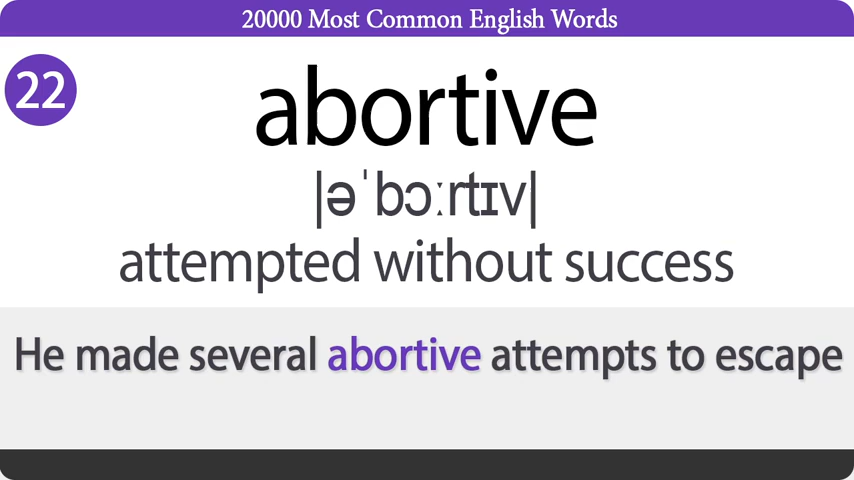 20000 Most Common English Words
22
abortive
|əˈbɔːrtɪv|
attempted without success
He made several abortive attempts to escape